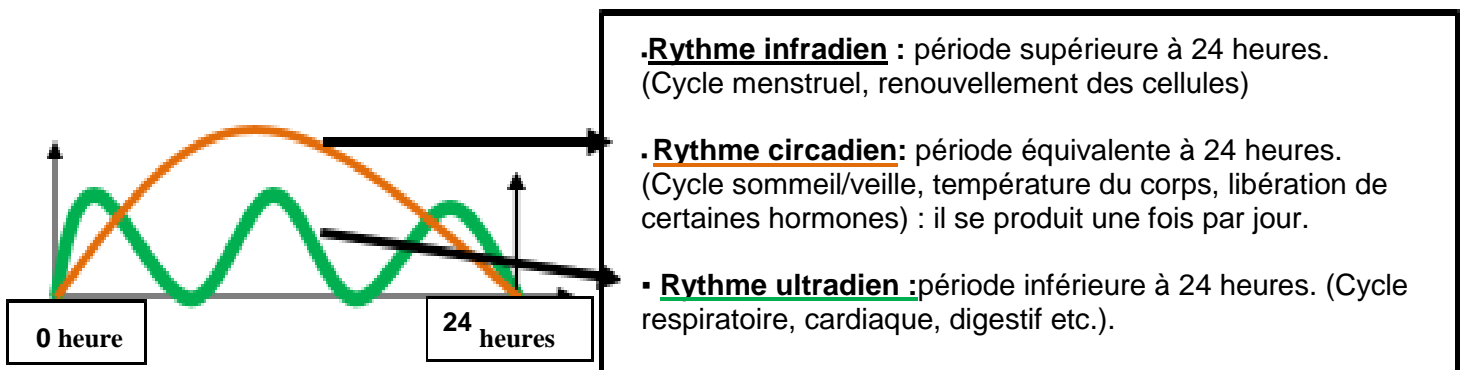 ▪Rythme infradien : période supérieure à 24 heures.
(Cycle menstruel, renouvellement des cellules)
▪ Rythme circadien: période équivalente à 24 heures.
(Cycle sommeil/veille, température du corps, libération de
certaines hormones) : il se produit une fois par jour.
▪ Rythme ultradien :période inférieure à 24 heures. (Cycle
respiratoire, cardiaque, digestif etc.).
0 heure
24 heures